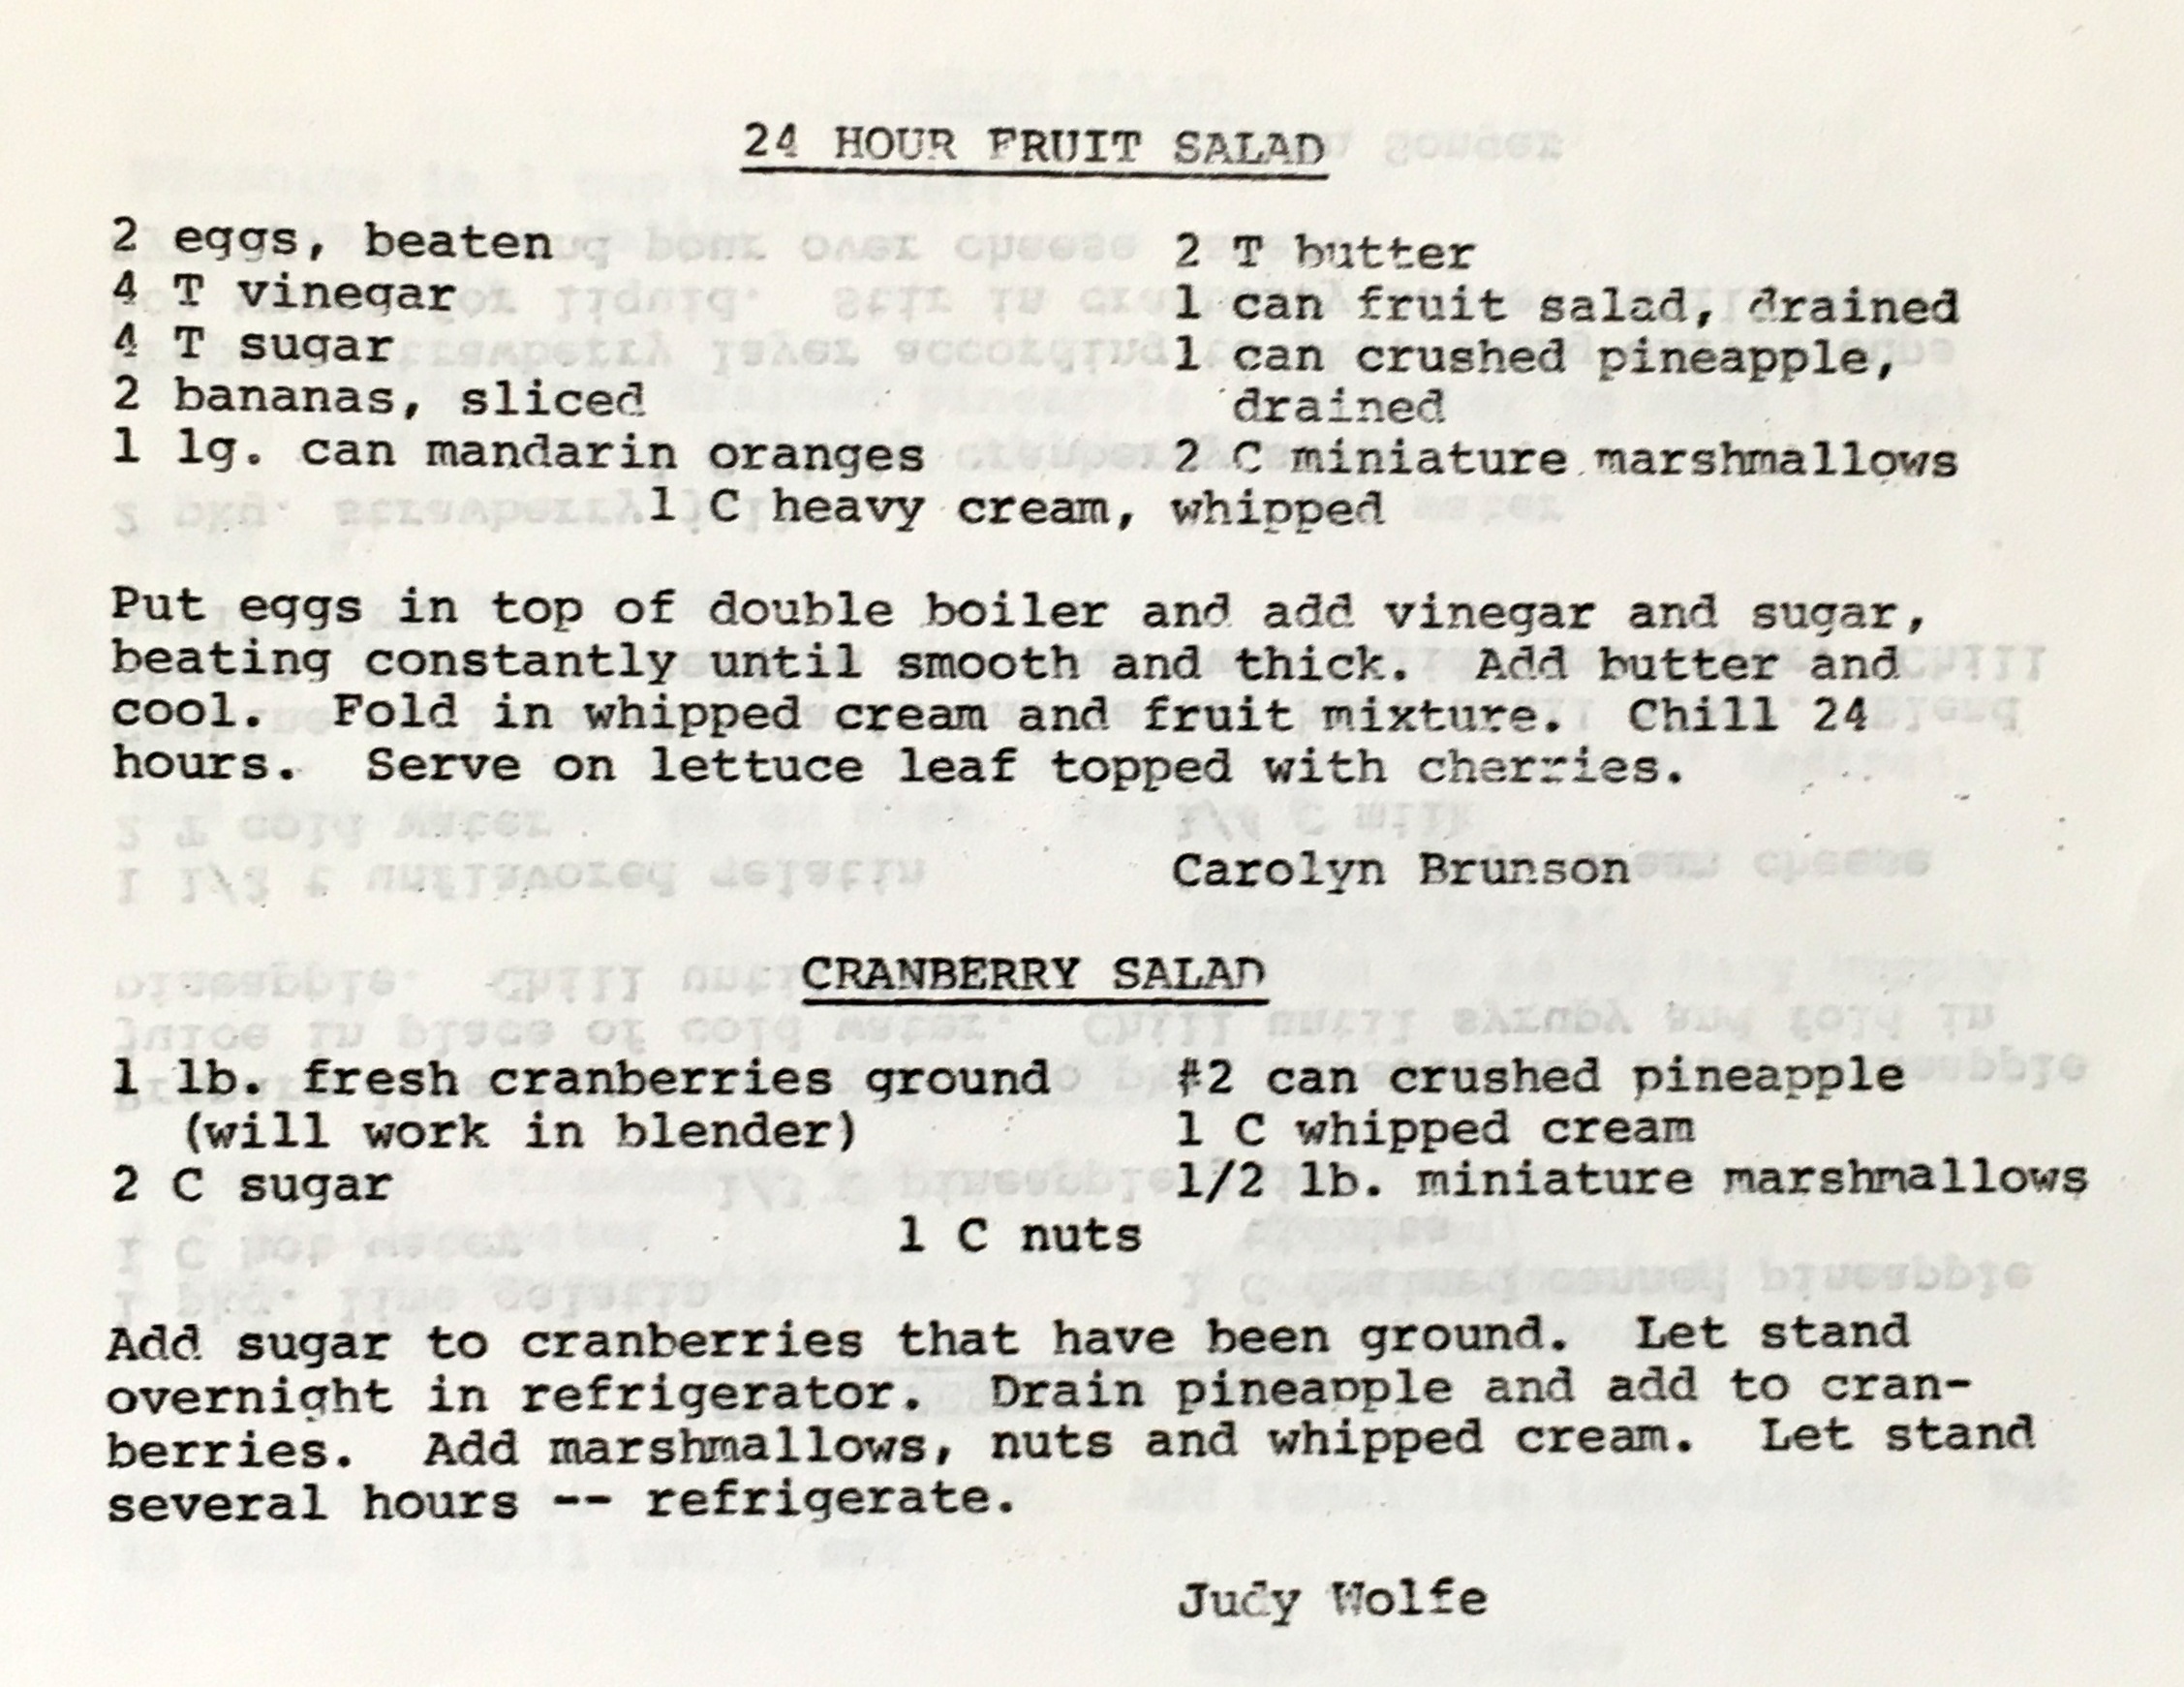 24 HOUR FRUIT SALAD
2 eggs, beaten
4 T vinegar
4 T sugar
2 bananas, sliced
1 lg. can mandarin oranges
2 T butter
1 can fruit salad, drained
1 can crushed pineapple,
drained
2 C miniature marshmallows
1 C heavy cream, whipped
Put eggs in top of double boiler and add vinegar and sugar,
beating constantly until smooth and thick. Add butter and
cool. Fold in whipped cream and fruit mixture. Chill 24
hours. Serve on lettuce leaf topped with cherries.
Carolyn Brunson
CRANBERRY SALAD
1 lb. fresh cranberries ground
(will work in blender)
2 C sugar
#2 can crushed pineapple
1 C whipped cream
1/2 lb. miniature marshmallows
1 C nuts
Add sugar to cranberries that have been ground. Let stand
overnight in refrigerator. Drain pineapple and add to cran-
berries. Add marshmallows, nuts and whipped cream. Let stand
several hours -- refrigerate.
Judy Wolfe